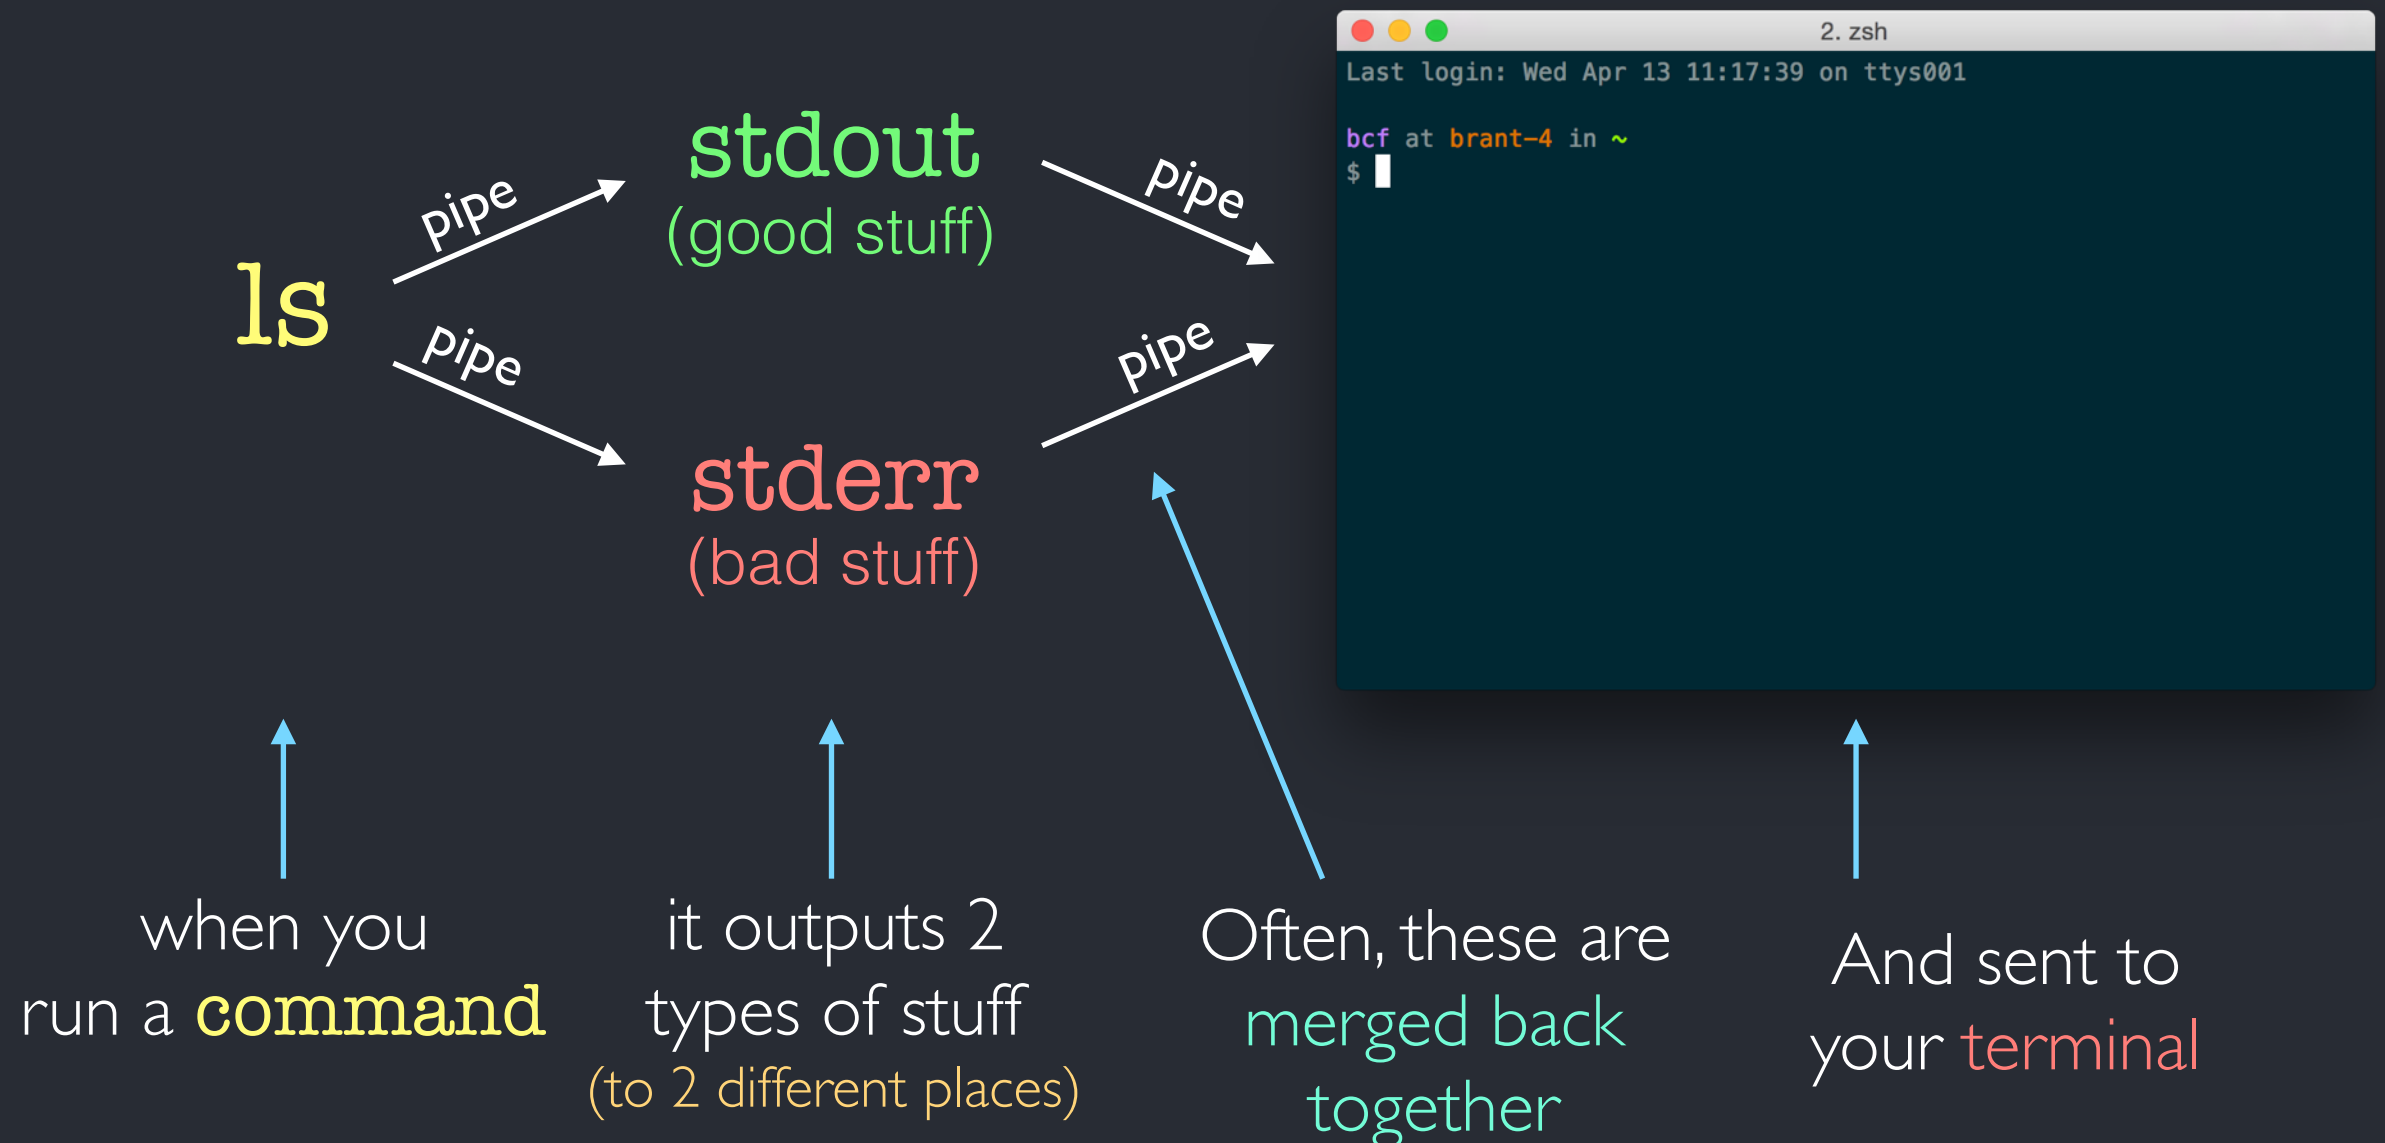 2. zsh
Last login: Wed Apr 13 11:17:39 on ttys001
bcf at brant-4 in ~
$
ls
pipe
pipe
stdout
(good stuff)
stderr
(bad stuff)
pipe
pipe
when you
run a command
it outputs 2
types of stuff
(to 2 different places)
Often, these are
merged back
together
And sent to
your terminal